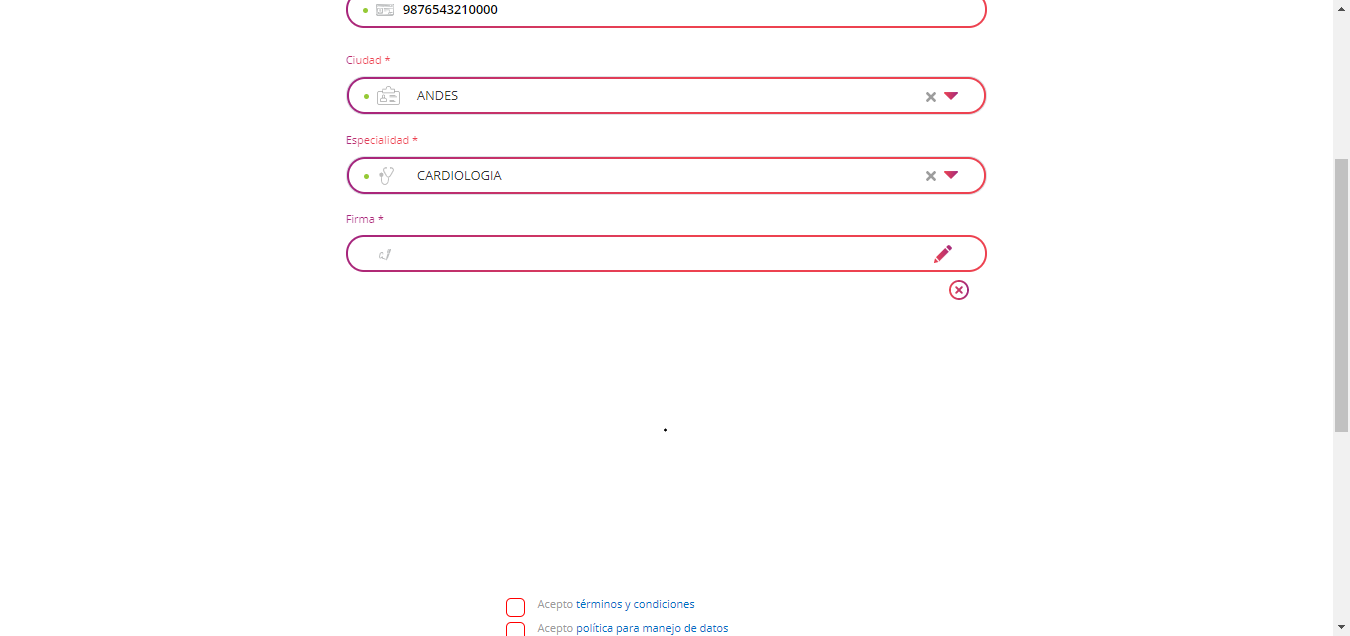 9876543210000
Ciudad *
ANDES
Especialidad *
CARDIOLOGIA
Firma *
Acepto términos y condiciones
Acepto política para manejo de datos